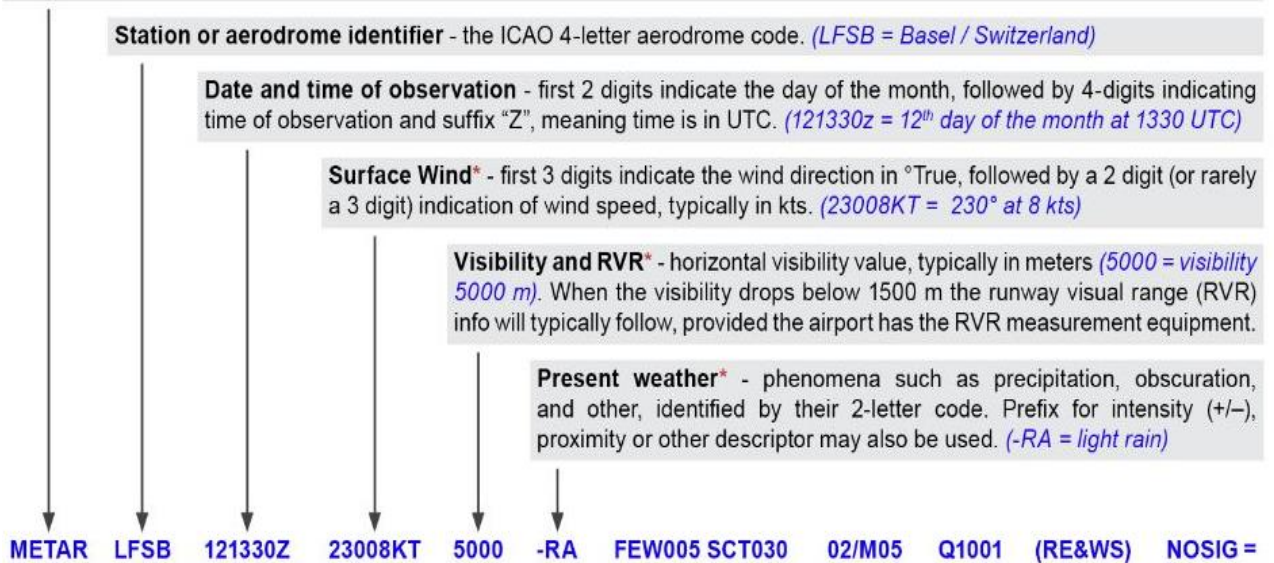 Station or aerodrome identifier - the ICAO 4-letter aerodrome code. (LFSB = Basel / Switzerland)
Date and time of observation - first 2 digits indicate the day of the month, followed by 4-digits indicating
time of observation and suffix “Z”, meaning time is in UTC. (121330z = 12th day of the month at 1330 UTC)
Surface Wind* - first 3 digits indicate the wind direction in °True, followed by a 2 digit (or rarely
a 3 digit) indication of wind speed, typically in kts. (23008KT = 230° at 8 kts)
Visibility and RVR* - horizontal visibility value, typically in meters (5000 = visibility
5000 m). When the visibility drops below 1500 m the runway visual range (RVR)
info will typically follow, provided the airport has the RVR measurement equipment.
Present weather* - phenomena such as precipitation, obscuration,
and other, identified by their 2-letter code. Prefix for intensity (+/–),
proximity or other descriptor may also be used. (-RA = light rain)
METAR LFSB 121330Z 23008KT 5000 -RA FEW005 SCT030 02/M05 Q1001 (RE&WS) NOSIG =